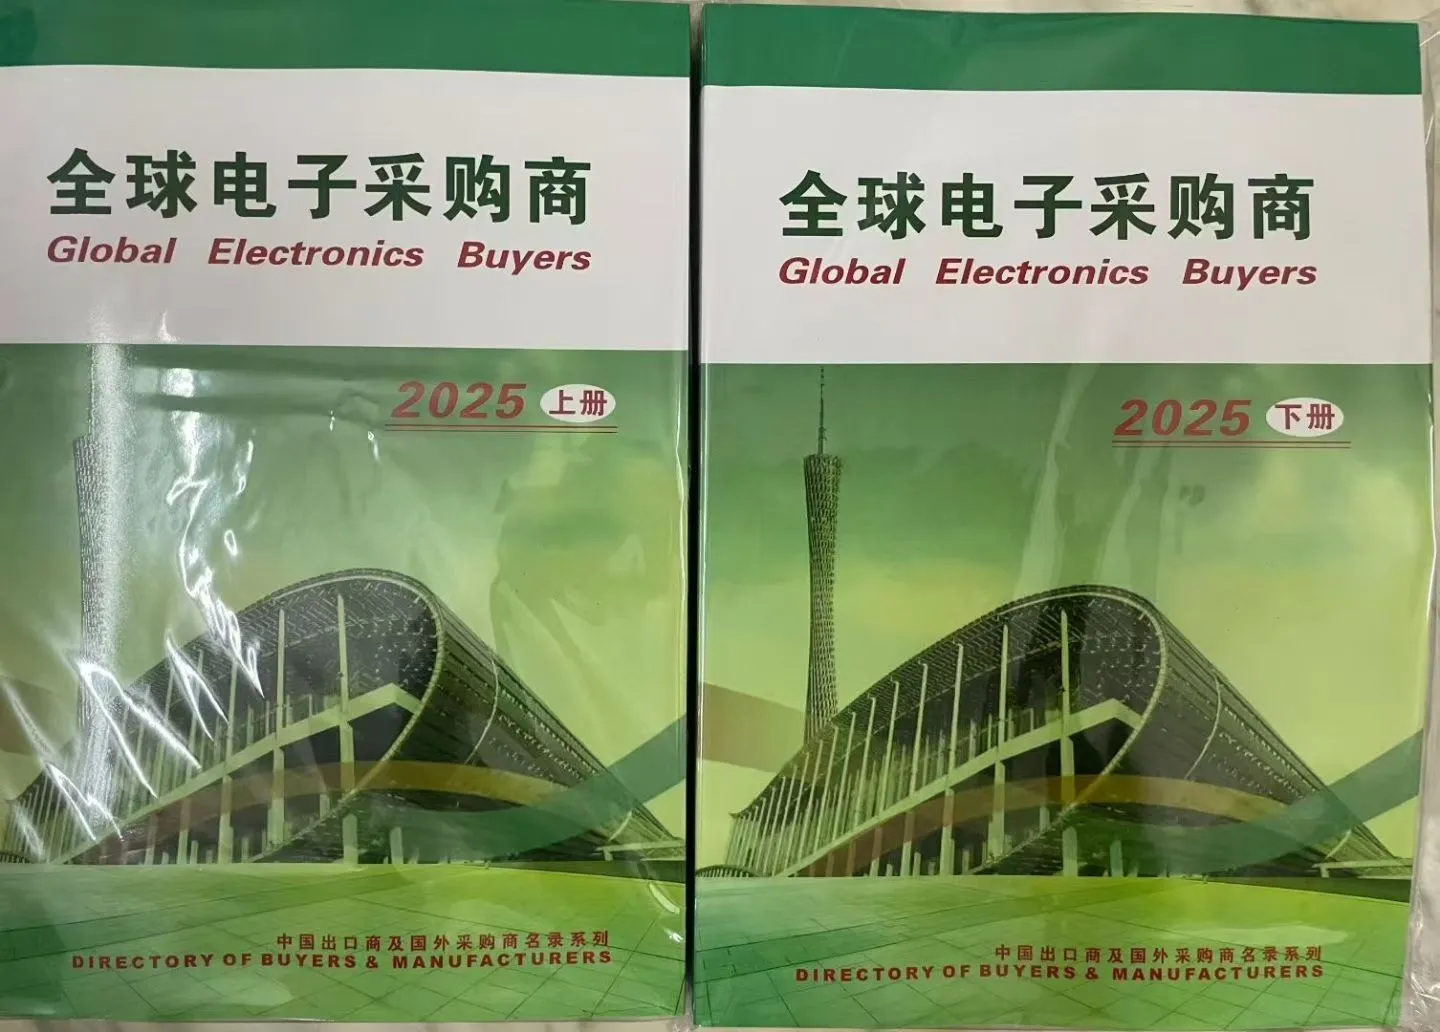 全球电子采购商
Global Electronics Buyers
2025 上册
中国出口商及国外采购商名录系列
DIRECTORY OF BUYERS & MANUFACTURERS
全球电子采购商
Global Electronics Buyers
2025 下册
中国出口商及国外采购商名录系列
DIRECTORY OF BUYERS & MANUFACTURERS